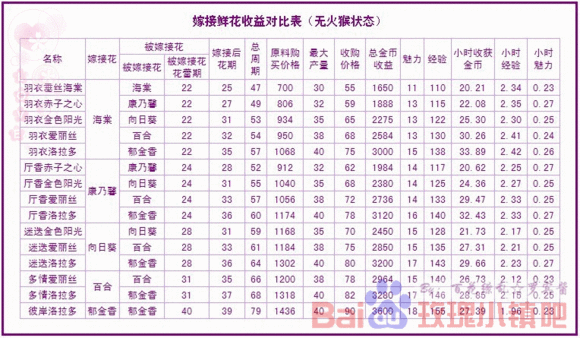 嫁接鲜花收益对比表（无火猴状态）
名称 嫁接花 被嫁接花 嫁接后花期 总周期 原料购买价格 最大产量 收购价格 总金币收益 魅力 经验 小时收获金币 小时经验 小时魅力
被嫁接花 被嫁接花花蕾期
羽衣垂丝海棠 海棠 海棠 22 25 47 700 30 55 1650 11 110 20.21 2.34 0.23
羽衣赤子之心 康乃馨 22 27 49 806 32 59 1888 13 115 22.08 2.35 0.27
羽衣金色阳光 向日葵 22 31 53 934 35 65 2275 13 122 25.30 2.30 0.25
羽衣爱丽丝 百合 22 32 54 950 38 68 2584 13 130 30.26 2.41 0.24
羽衣洛拉多 郁金香 22 35 57 1068 40 75 3000 15 138 33.89 2.42 0.26
厅香赤子之心 康乃馨 康乃馨 24 28 52 912 32 62 1984 14 117 20.62 2.25 0.27
厅香金色阳光 向日葵 24 31 55 1040 35 68 2380 14 125 24.36 2.27 0.25
厅香爱丽丝 百合 24 33 57 1056 38 72 2736 14 133 29.47 2.33 0.25
厅香洛拉多 郁金香 24 36 60 1174 40 78 3120 16 140 32.43 2.33 0.27
迷迭金色阳光 向日葵 向日葵 28 31 59 1168 35 70 2450 15 128 21.73 2.17 0.25
迷迭爱丽丝 百合 28 33 61 1184 38 75 2850 15 135 27.31 2.21 0.25
迷迭洛拉多 郁金香 28 36 64 1302 40 80 3200 17 143 29.66 2.23 0.27
多情爱丽丝 百合 百合 31 35 66 1200 38 78 2964 15 140 26.73 2.12 0.23
多情洛拉多 郁金香 31 37 68 1318 40 82 3280 17 146 28.85 2.15 0.25
彼岸洛拉多 郁金香 郁金香 40 39 79 1436 40 90 3600 18 155 27.39 1.96 0.23
Bai 百度 玫瑰小镇吧